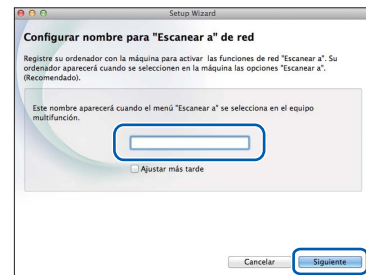 Setup Wizard
Configurar nombre para "Escanear a" de red
Registre su ordenador con la máquina para activar las funciones de red "Escanear a". Su
ordenador aparecerá cuando se seleccionen en la máquina las opciones "Escanear a".
(Recomendado).
Este nombre aparecerá cuando el menú "Escanear a" se selecciona en el equipo
multifunción.
Ajustar más tarde
Cancelar
Siguiente